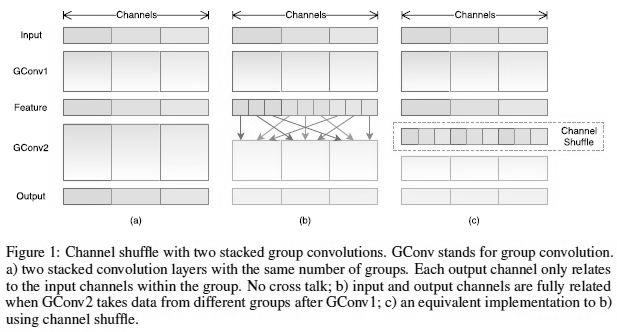 Channels Channels Channels
Input
GConv1
Feature
GConv2
Channel
Shuffle
Output
(a) (b) (c)
Figure 1: Channel shuffle with two stacked group convolutions. GConv stands for group convolution.
a) two stacked convolution layers with the same number of groups. Each output channel only relates
to the input channels within the group. No cross talk; b) input and output channels are fully related
when GConv2 takes data from different groups after GConv1; c) an equivalent implementation to b)
using channel shuffle.